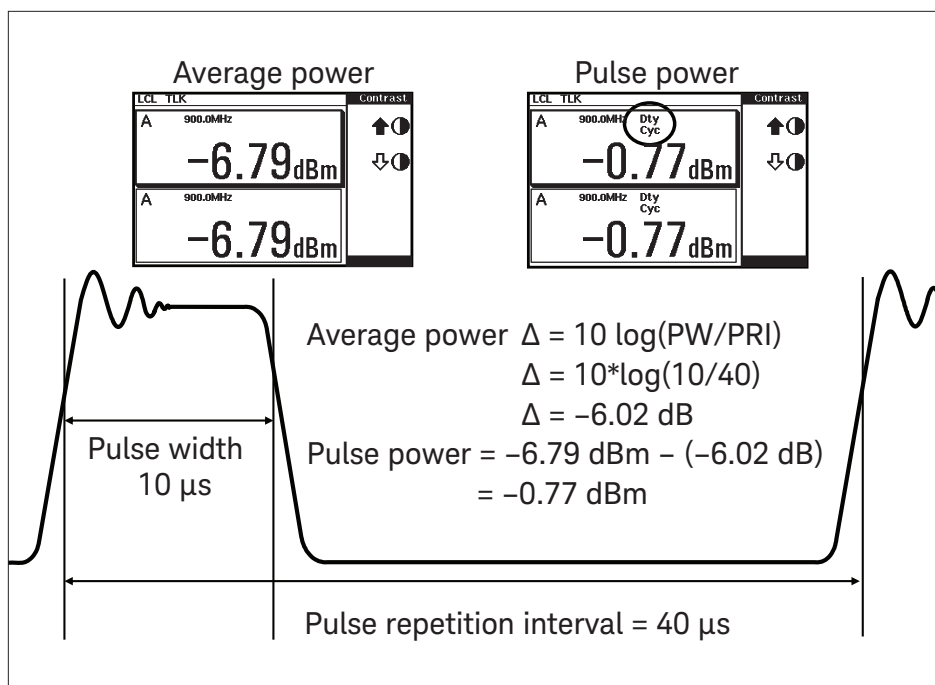 Average power
LCL TLK Contrast
A 900.0MHz
−6.79dBm
A 900.0MHz
−6.79dBm
Pulse power
LCL TLK Contrast
A 900.0MHz Dty
Cyc
−0.77dBm
A 900.0MHz Dty
Cyc
−0.77dBm
Average power Δ = 10 log(PW/PRI)
Δ = 10*log(10/40)
Δ = −6.02 dB
Pulse power = −6.79 dBm − (−6.02 dB)
= −0.77 dBm
Pulse width
10 µs
Pulse repetition interval = 40 µs